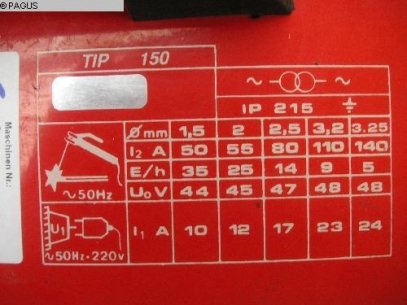 © PAGUS
TIP 150
~ ~
IP 215
Ø mm 1,5 2 2,5 3,2 3.25
I2 A 50 55 80 110 140
E/h 35 25 14 9 5
~50Hz U0 V 44 45 47 48 48
U1 I1 A 10 12 17 23 24
~50Hz·220v
Maschinen Nr.: